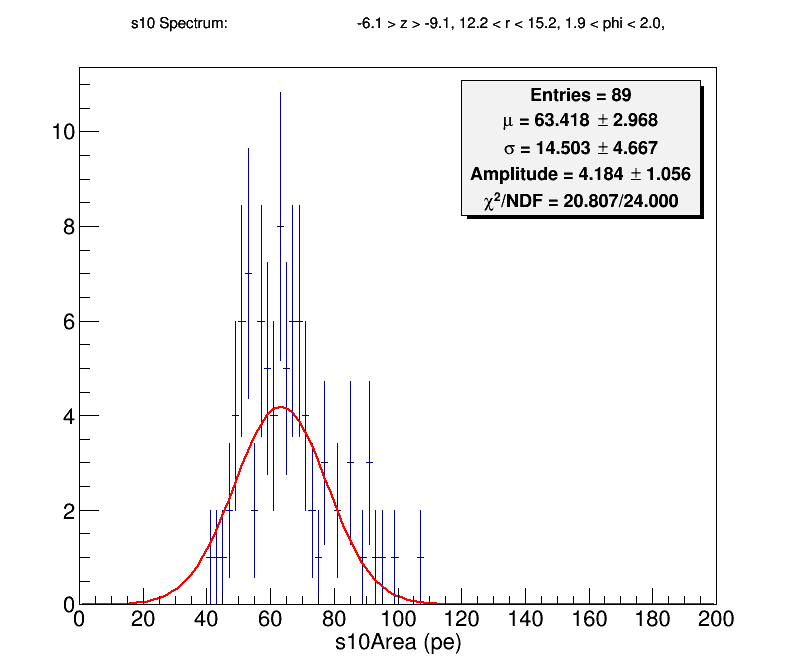 s10 Spectrum: -6.1 > z > -9.1, 12.2 < r < 15.2, 1.9 < phi < 2.0,
Entries = 89
μ = 63.418 ± 2.968
σ = 14.503 ± 4.667
Amplitude = 4.184 ± 1.056
χ²/NDF = 20.807/24.000
10
8
6
4
2
0
0 20 40 60 80 100 120 140 160 180 200
s10Area (pe)